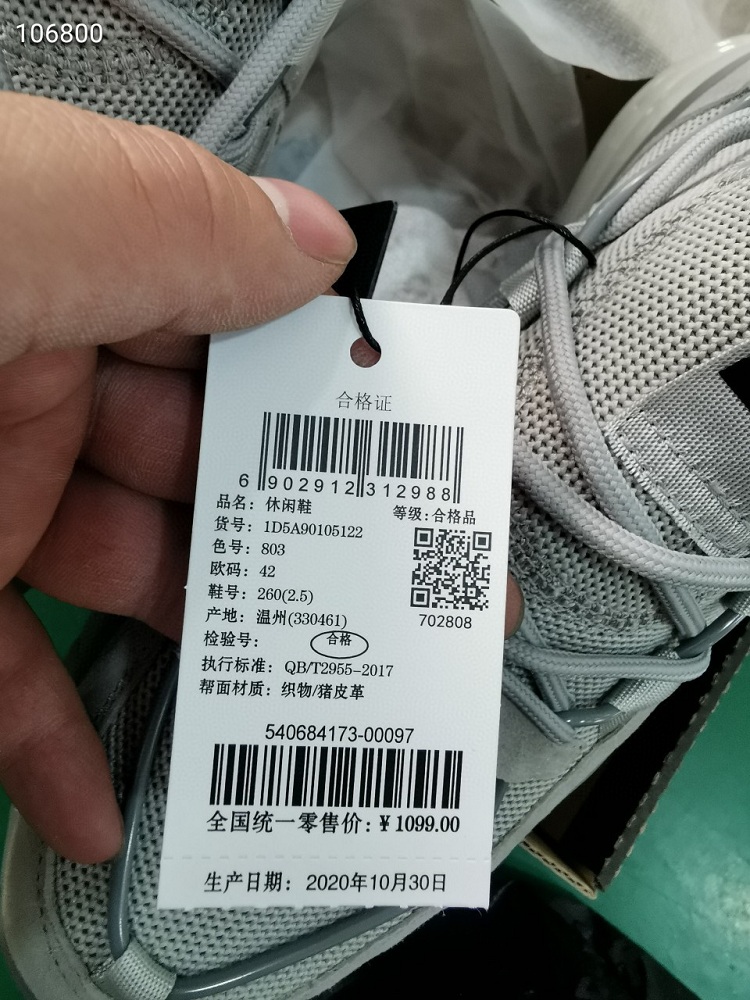 106800
合格证
6 902912 312988
品名: 休闲鞋 等级:合格品
货号: 1D5A90105122
色号: 803
欧码: 42
鞋号: 260(2.5)
产地: 温州(330461) 702808
检验号: 合格
执行标准: QB/T2955-2017
帮面材质: 织物/猪皮革
540684173-00097
全国统一零售价: ¥1099.00
生产日期: 2020年10月30日